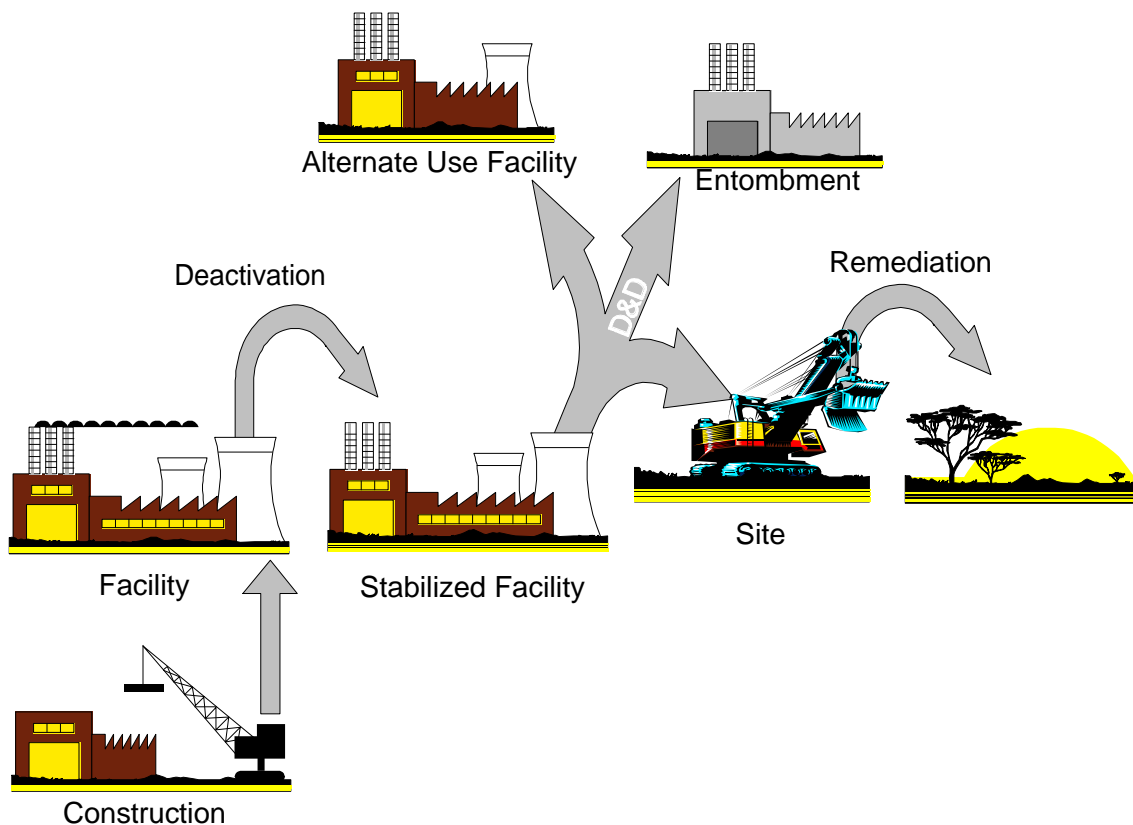 Alternate Use Facility
Entombment
Deactivation
Remediation
D&D
Site
Facility
Stabilized Facility
Construction